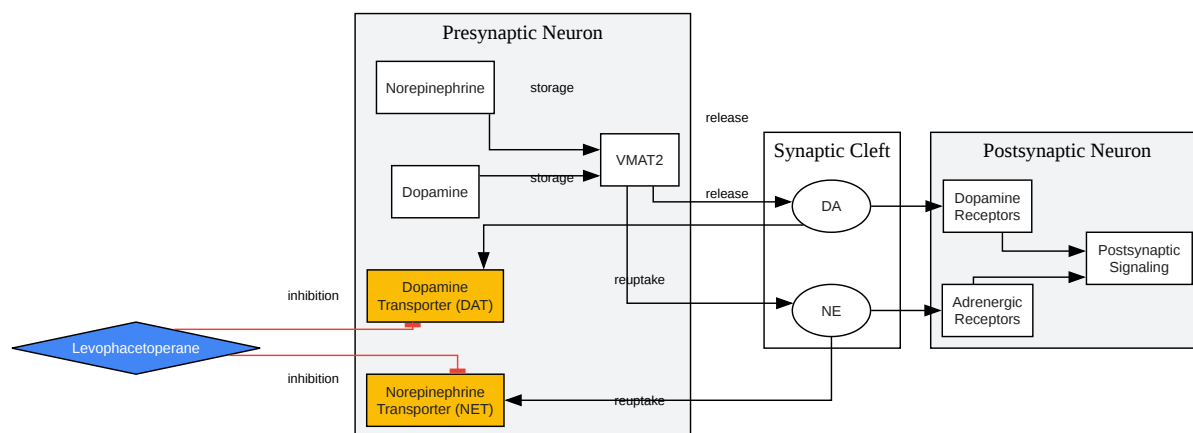 Presynaptic Neuron
Norepinephrine
storage
release
VMAT2
Synaptic Cleft
Postsynaptic Neuron
Dopamine
storage
release
DA
Dopamine
Receptors
Postsynaptic
Signaling
Dopamine
Transporter (DAT)
reuptake
inhibition
NE
Adrenergic
Receptors
Levophacetoperane
inhibition
Norepinephrine
Transporter (NET)
reuptake